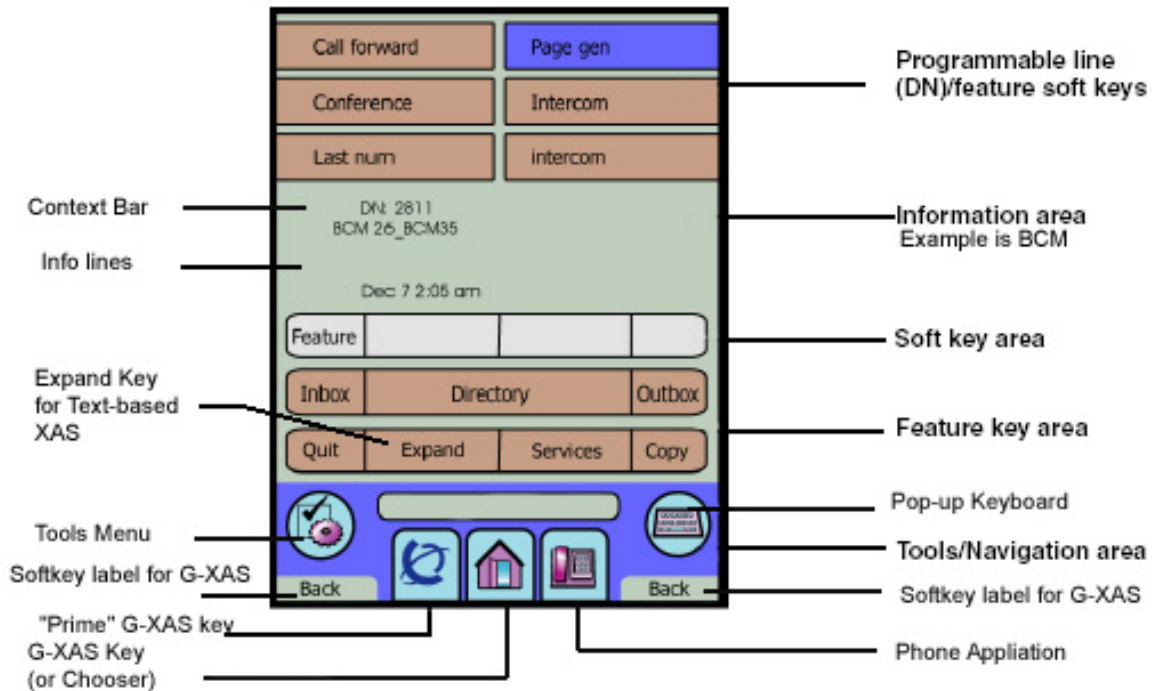 Call forward
Page gen
Conference
Intercom
Last num
intercom
Programmable line
(DN)/feature soft keys
Context Bar
DN: 2811
BCM 26_BCM35
Information area
Example is BCM
Info lines
Dec 7 2:05 am
Feature
Soft key area
Expand Key
for Text-based
XAS
Inbox
Directory
Outbox
Quit
Expand
Services
Copy
Feature key area
Pop-up Keyboard
Tools Menu
Tools/Navigation area
Softkey label for G-XAS
Back
Back
Softkey label for G-XAS
"Prime" G-XAS key
G-XAS Key
(or Chooser)
Phone Appliation